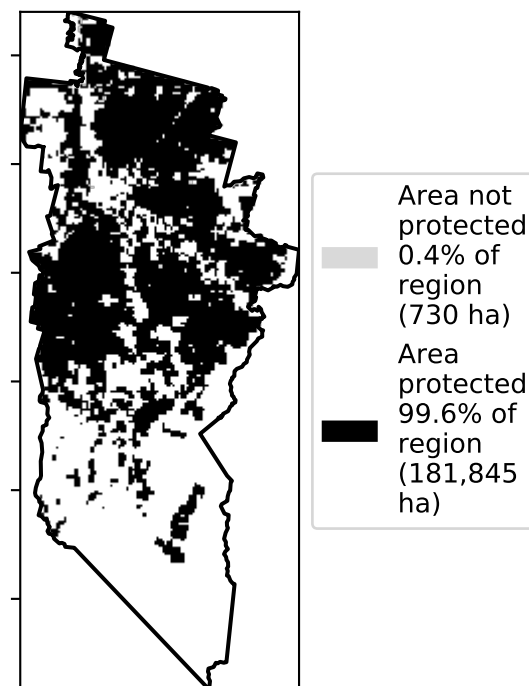 Area not
protected
0.4% of
region
(730 ha)
Area
protected
99.6% of
region
(181,845
ha)